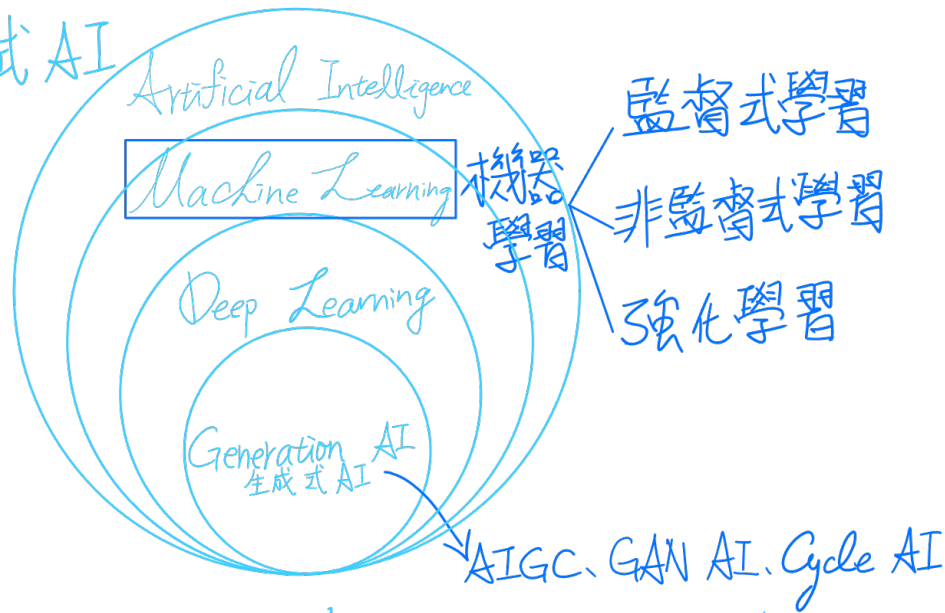 式 AI
Artificial Intelligence
Machine Learning
機器
學習
監督式學習
非監督式學習
強化學習
Deep Learning
Generation AI
生成式AI
AIGC、GAN AI、Cycle AI